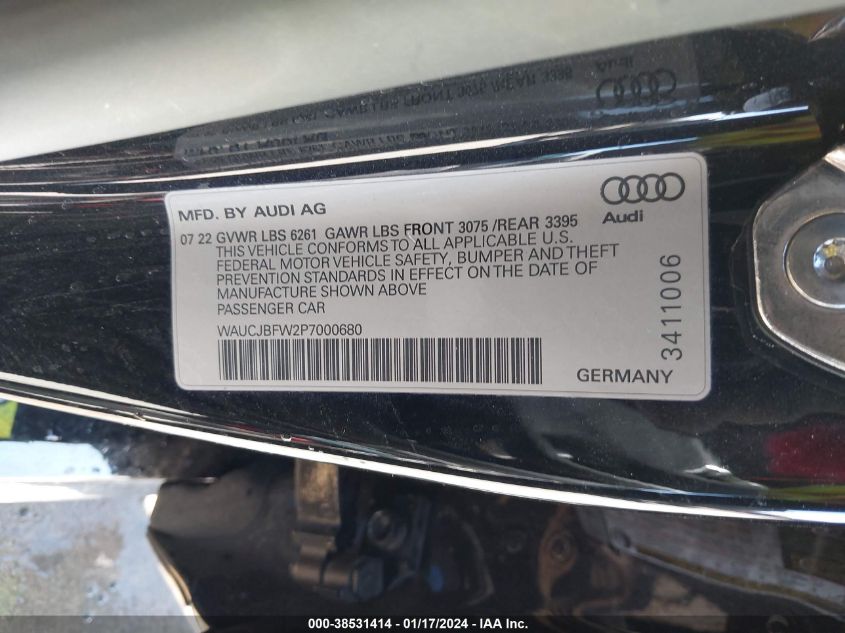 MFD. BY AUDI AG
Audi
07 22 GVWR LBS 6261 GAWR LBS FRONT 3075 /REAR 3395
THIS VEHICLE CONFORMS TO ALL APPLICABLE U.S.
FEDERAL MOTOR VEHICLE SAFETY, BUMPER AND THEFT
PREVENTION STANDARDS IN EFFECT ON THE DATE OF
MANUFACTURE SHOWN ABOVE
PASSENGER CAR
WAUCJBFW2P7000680
GERMANY
3411006
000-38531414 - 01/17/2024 - IAA Inc.